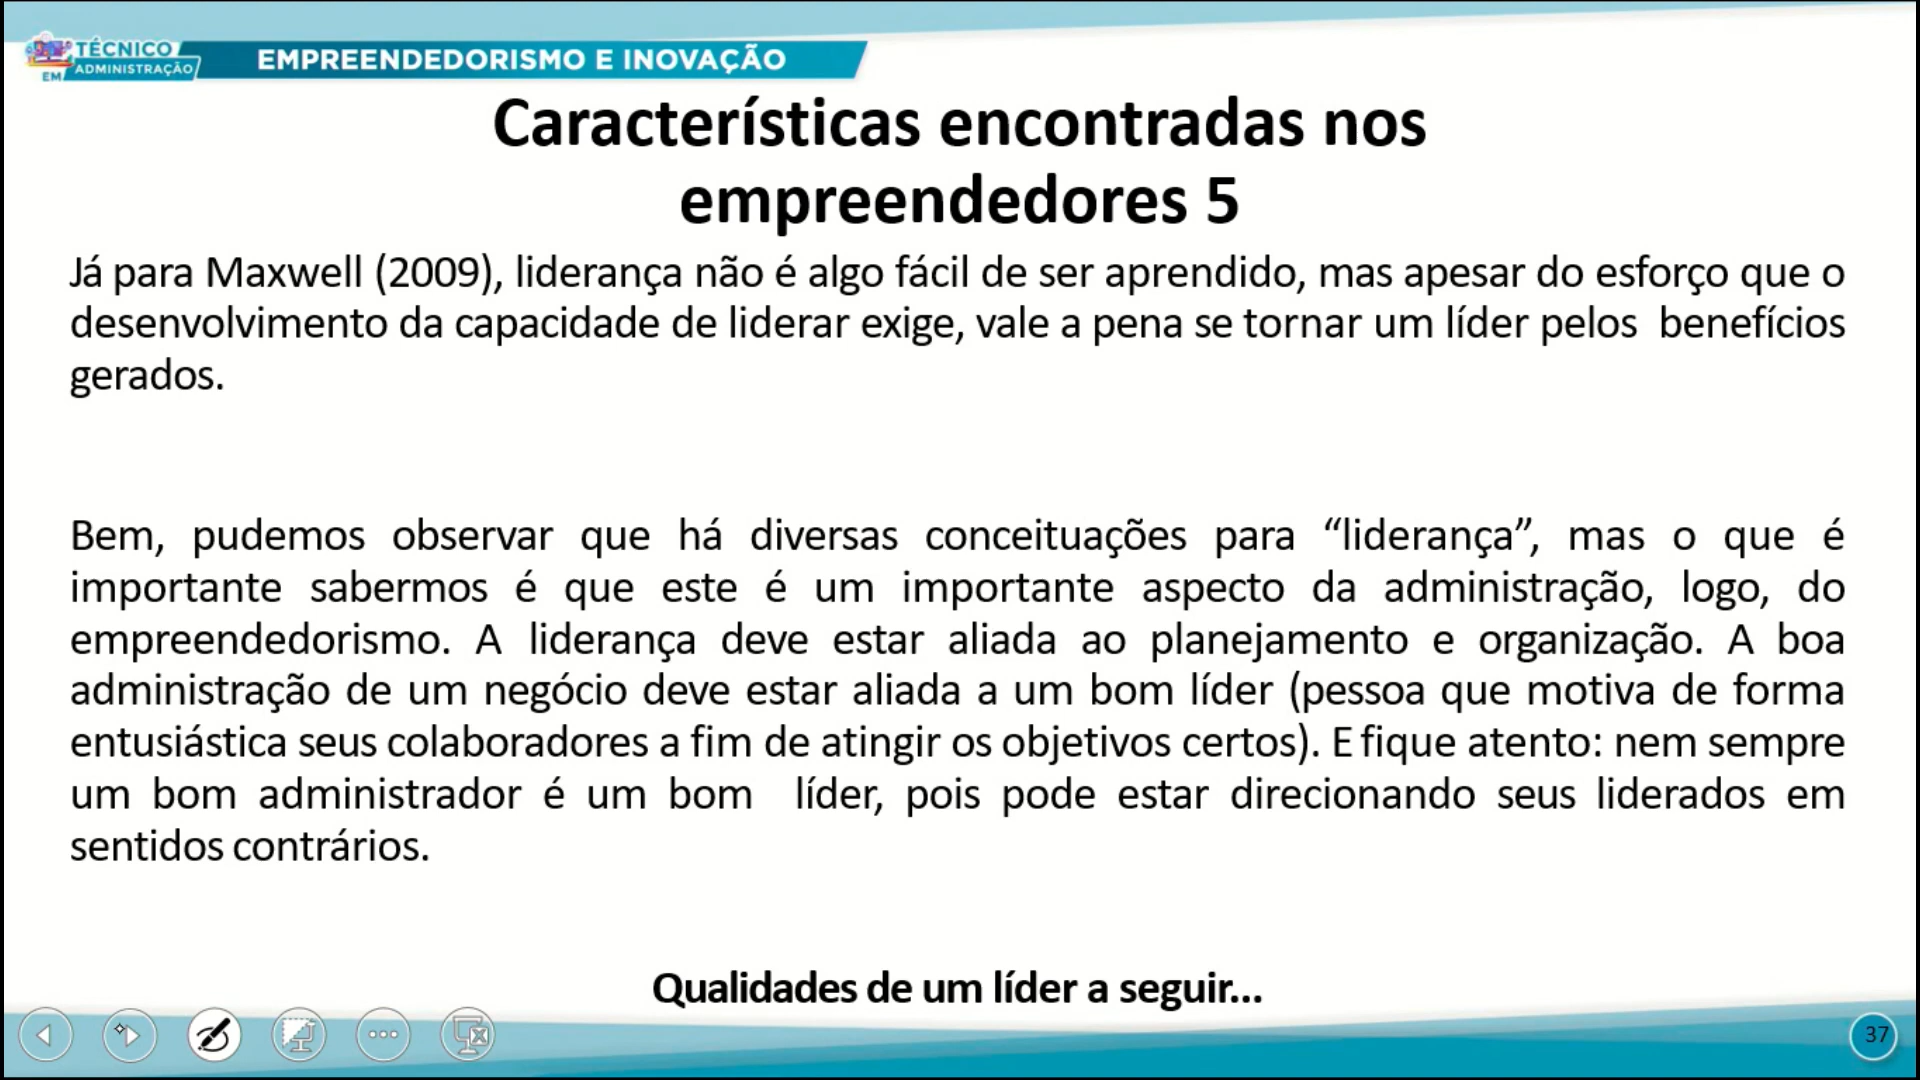 TÉCNICO
EM ADMINISTRAÇÃO
EMPREENDEDORISMO E INOVAÇÃO
Características encontradas nos
empreendedores 5
Já para Maxwell (2009), liderança não é algo fácil de ser aprendido, mas apesar do esforço que o
desenvolvimento da capacidade de liderar exige, vale a pena se tornar um líder pelos benefícios
gerados.
Bem, pudemos observar que há diversas conceituações para “liderança”, mas o que é
importante sabermos é que este é um importante aspecto da administração, logo, do
empreendedorismo. A liderança deve estar aliada ao planejamento e organização. A boa
administração de um negócio deve estar aliada a um bom líder (pessoa que motiva de forma
entusiástica seus colaboradores a fim de atingir os objetivos certos). E fique atento: nem sempre
um bom administrador é um bom líder, pois pode estar direcionando seus liderados em
sentidos contrários.
Qualidades de um líder a seguir...
37